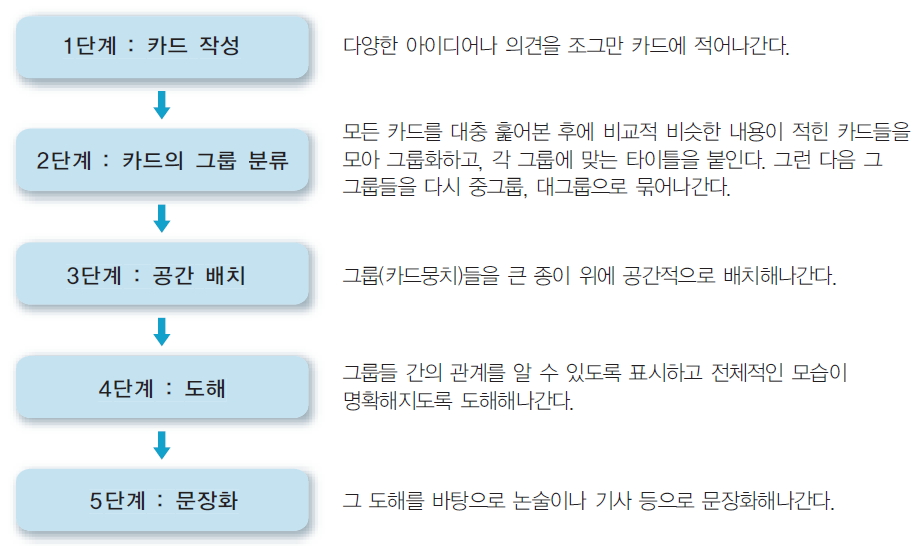 1단계 : 카드 작성
다양한 아이디어나 의견을 조그만 카드에 적어나간다.
2단계 : 카드의 그룹 분류
모든 카드를 대충 훑어본 후에 비교적 비슷한 내용이 적힌 카드들을
모아 그룹화하고, 각 그룹에 맞는 타이틀을 붙인다. 그런 다음 그
그룹들을 다시 중그룹, 대그룹으로 묶어나간다.
3단계 : 공간 배치
그룹(카드뭉치)들을 큰 종이 위에 공간적으로 배치해나간다.
4단계 : 도해
그룹들 간의 관계를 알 수 있도록 표시하고 전체적인 모습이
명확해지도록 도해해나간다.
5단계 : 문장화
그 도해를 바탕으로 논술이나 기사 등으로 문장화해나간다.